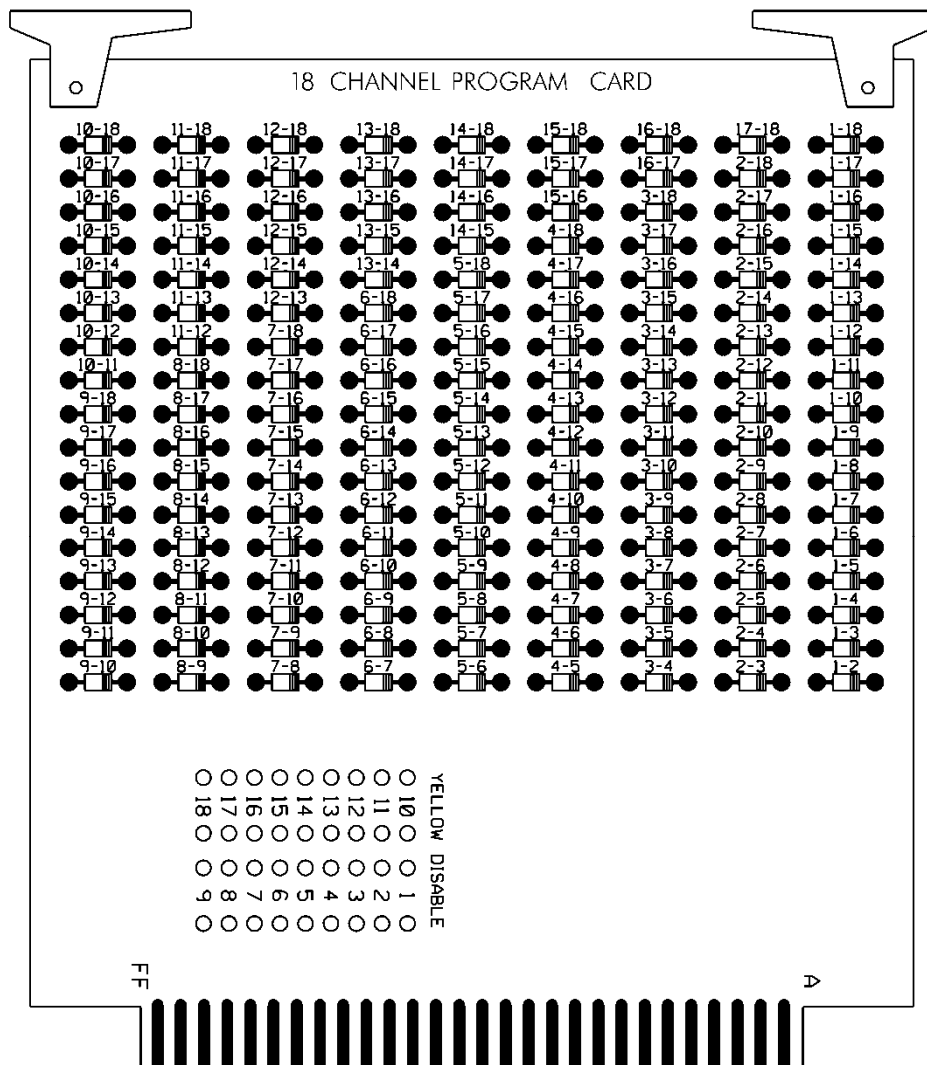 18 CHANNEL PROGRAM CARD
10-18 11-18 12-18 13-18 14-18 15-18 16-18 17-18 1-18
10-17 11-17 12-17 13-17 14-17 15-17 16-17 2-18 1-17
10-16 11-16 12-16 13-16 14-16 15-16 3-18 2-17 1-16
10-15 11-15 12-15 13-15 14-15 4-18 3-17 2-16 1-15
10-14 11-14 12-14 13-14 5-18 4-17 3-16 2-15 1-14
10-13 11-13 12-13 6-18 5-17 4-16 3-15 2-14 1-13
10-12 11-12 7-18 6-17 5-16 4-15 3-14 2-13 1-12
10-11 8-18 7-17 6-16 5-15 4-14 3-13 2-12 1-11
9-18 8-17 7-16 6-15 5-14 4-13 3-12 2-11 1-10
9-17 8-16 7-15 6-14 5-13 4-12 3-11 2-10 1-9
9-16 8-15 7-14 6-13 5-12 4-11 3-10 2-9 1-8
9-15 8-14 7-13 6-12 5-11 4-10 3-9 2-8 1-7
9-14 8-13 7-12 6-11 5-10 4-9 3-8 2-7 1-6
9-13 8-12 7-11 6-10 5-9 4-8 3-7 2-6 1-5
9-12 8-11 7-10 6-9 5-8 4-7 3-6 2-5 1-4
9-11 8-10 7-9 6-8 5-7 4-6 3-5 2-4 1-3
9-10 8-9 7-8 6-7 5-6 4-5 3-4 2-3 1-2
YELLOW DISABLE
10 1
11 2
12 3
13 4
14 5
15 6
16 7
17 8
18 9
FF
A